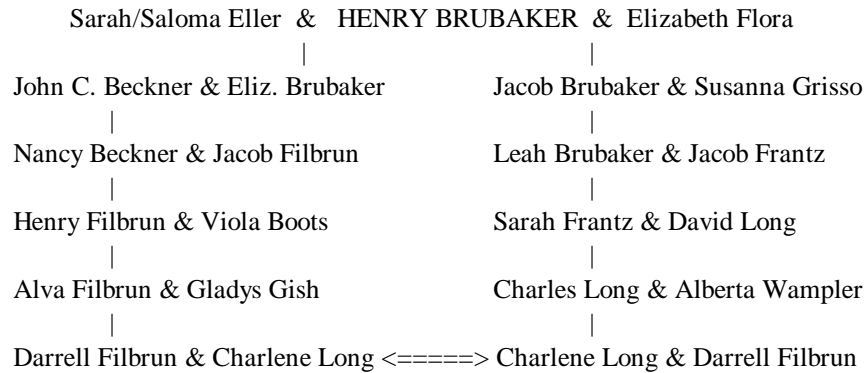 Sarah/Saloma Eller & HENRY BRUBAKER & Elizabeth Flora
| |
John C. Beckner & Eliz. Brubaker Jacob Brubaker & Susanna Grisso
| |
Nancy Beckner & Jacob Filbrun Leah Brubaker & Jacob Frantz
| |
Henry Filbrun & Viola Boots Sarah Frantz & David Long
| |
Alva Filbrun & Gladys Gish Charles Long & Alberta Wampler
| |
Darrell Filbrun & Charlene Long <=====> Charlene Long & Darrell Filbrun